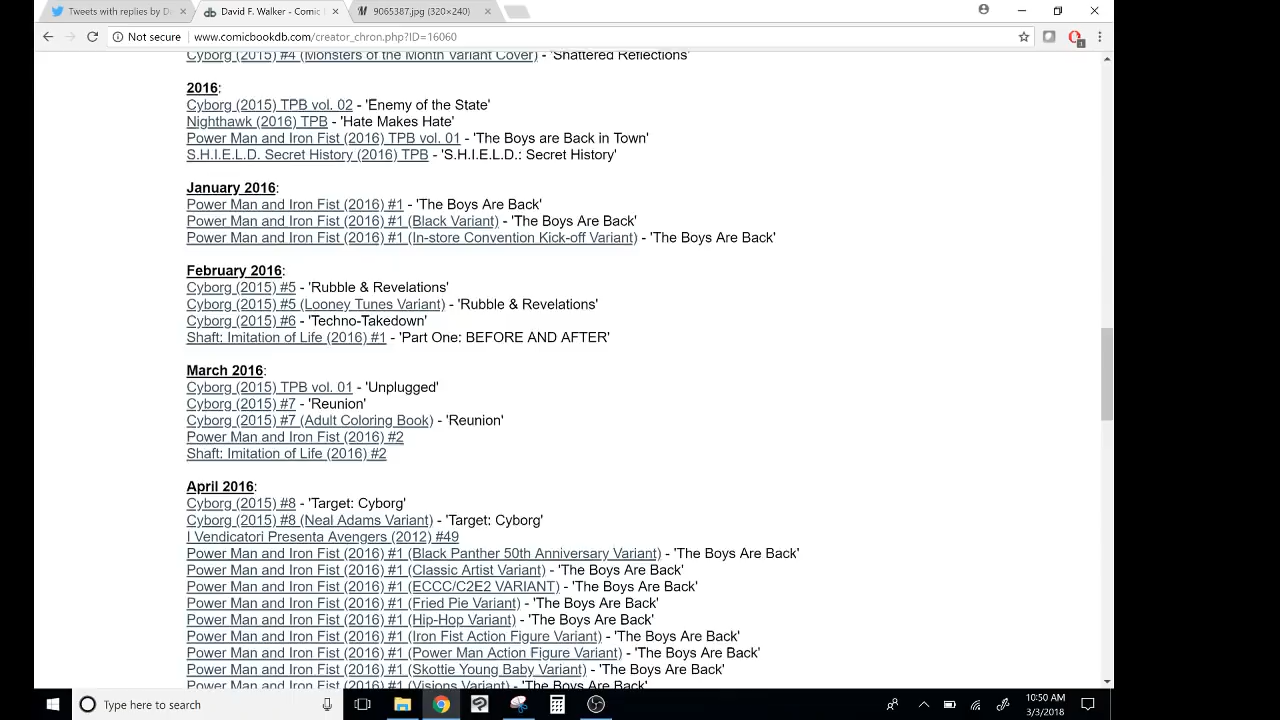 Twitter Tweets with replies by D
David F. Walker - Comic
9065387.jpg (320×240)
Not secure www.comicbookdb.com/creator_chron.php?ID=16060
1
Cyborg (2015) #4 (Monsters of the Month Variant Cover) - 'Shattered Reflections'
2016:
Cyborg (2015) TPB vol. 02 - 'Enemy of the State'
Nighthawk (2016) TPB - 'Hate Makes Hate'
Power Man and Iron Fist (2016) TPB vol. 01 - 'The Boys are Back in Town'
S.H.I.E.L.D. Secret History (2016) TPB - 'S.H.I.E.L.D.: Secret History'
January 2016:
Power Man and Iron Fist (2016) #1 - 'The Boys Are Back'
Power Man and Iron Fist (2016) #1 (Black Variant) - 'The Boys Are Back'
Power Man and Iron Fist (2016) #1 (In-store Convention Kick-off Variant) - 'The Boys Are Back'
February 2016:
Cyborg (2015) #5 - 'Rubble & Revelations'
Cyborg (2015) #5 (Looney Tunes Variant) - 'Rubble & Revelations'
Cyborg (2015) #6 - 'Techno-Takedown'
Shaft: Imitation of Life (2016) #1 - 'Part One: BEFORE AND AFTER'
March 2016:
Cyborg (2015) TPB vol. 01 - 'Unplugged'
Cyborg (2015) #7 - 'Reunion'
Cyborg (2015) #7 (Adult Coloring Book) - 'Reunion'
Power Man and Iron Fist (2016) #2
Shaft: Imitation of Life (2016) #2
April 2016:
Cyborg (2015) #8 - 'Target: Cyborg'
Cyborg (2015) #8 (Neal Adams Variant) - 'Target: Cyborg'
I Vendicatori Presenta Avengers (2012) #49
Power Man and Iron Fist (2016) #1 (Black Panther 50th Anniversary Variant) - 'The Boys Are Back'
Power Man and Iron Fist (2016) #1 (Classic Artist Variant) - 'The Boys Are Back'
Power Man and Iron Fist (2016) #1 (ECCC/C2E2 VARIANT) - 'The Boys Are Back'
Power Man and Iron Fist (2016) #1 (Fried Pie Variant) - 'The Boys Are Back'
Power Man and Iron Fist (2016) #1 (Hip-Hop Variant) - 'The Boys Are Back'
Power Man and Iron Fist (2016) #1 (Iron Fist Action Figure Variant) - 'The Boys Are Back'
Power Man and Iron Fist (2016) #1 (Power Man Action Figure Variant) - 'The Boys Are Back'
Power Man and Iron Fist (2016) #1 (Skottie Young Baby Variant) - 'The Boys Are Back'
Power Man and Iron Fist (2016) #1 (Visions Variant) - 'The Boys Are Back'
Type here to search
10:50 AM
3/3/2018